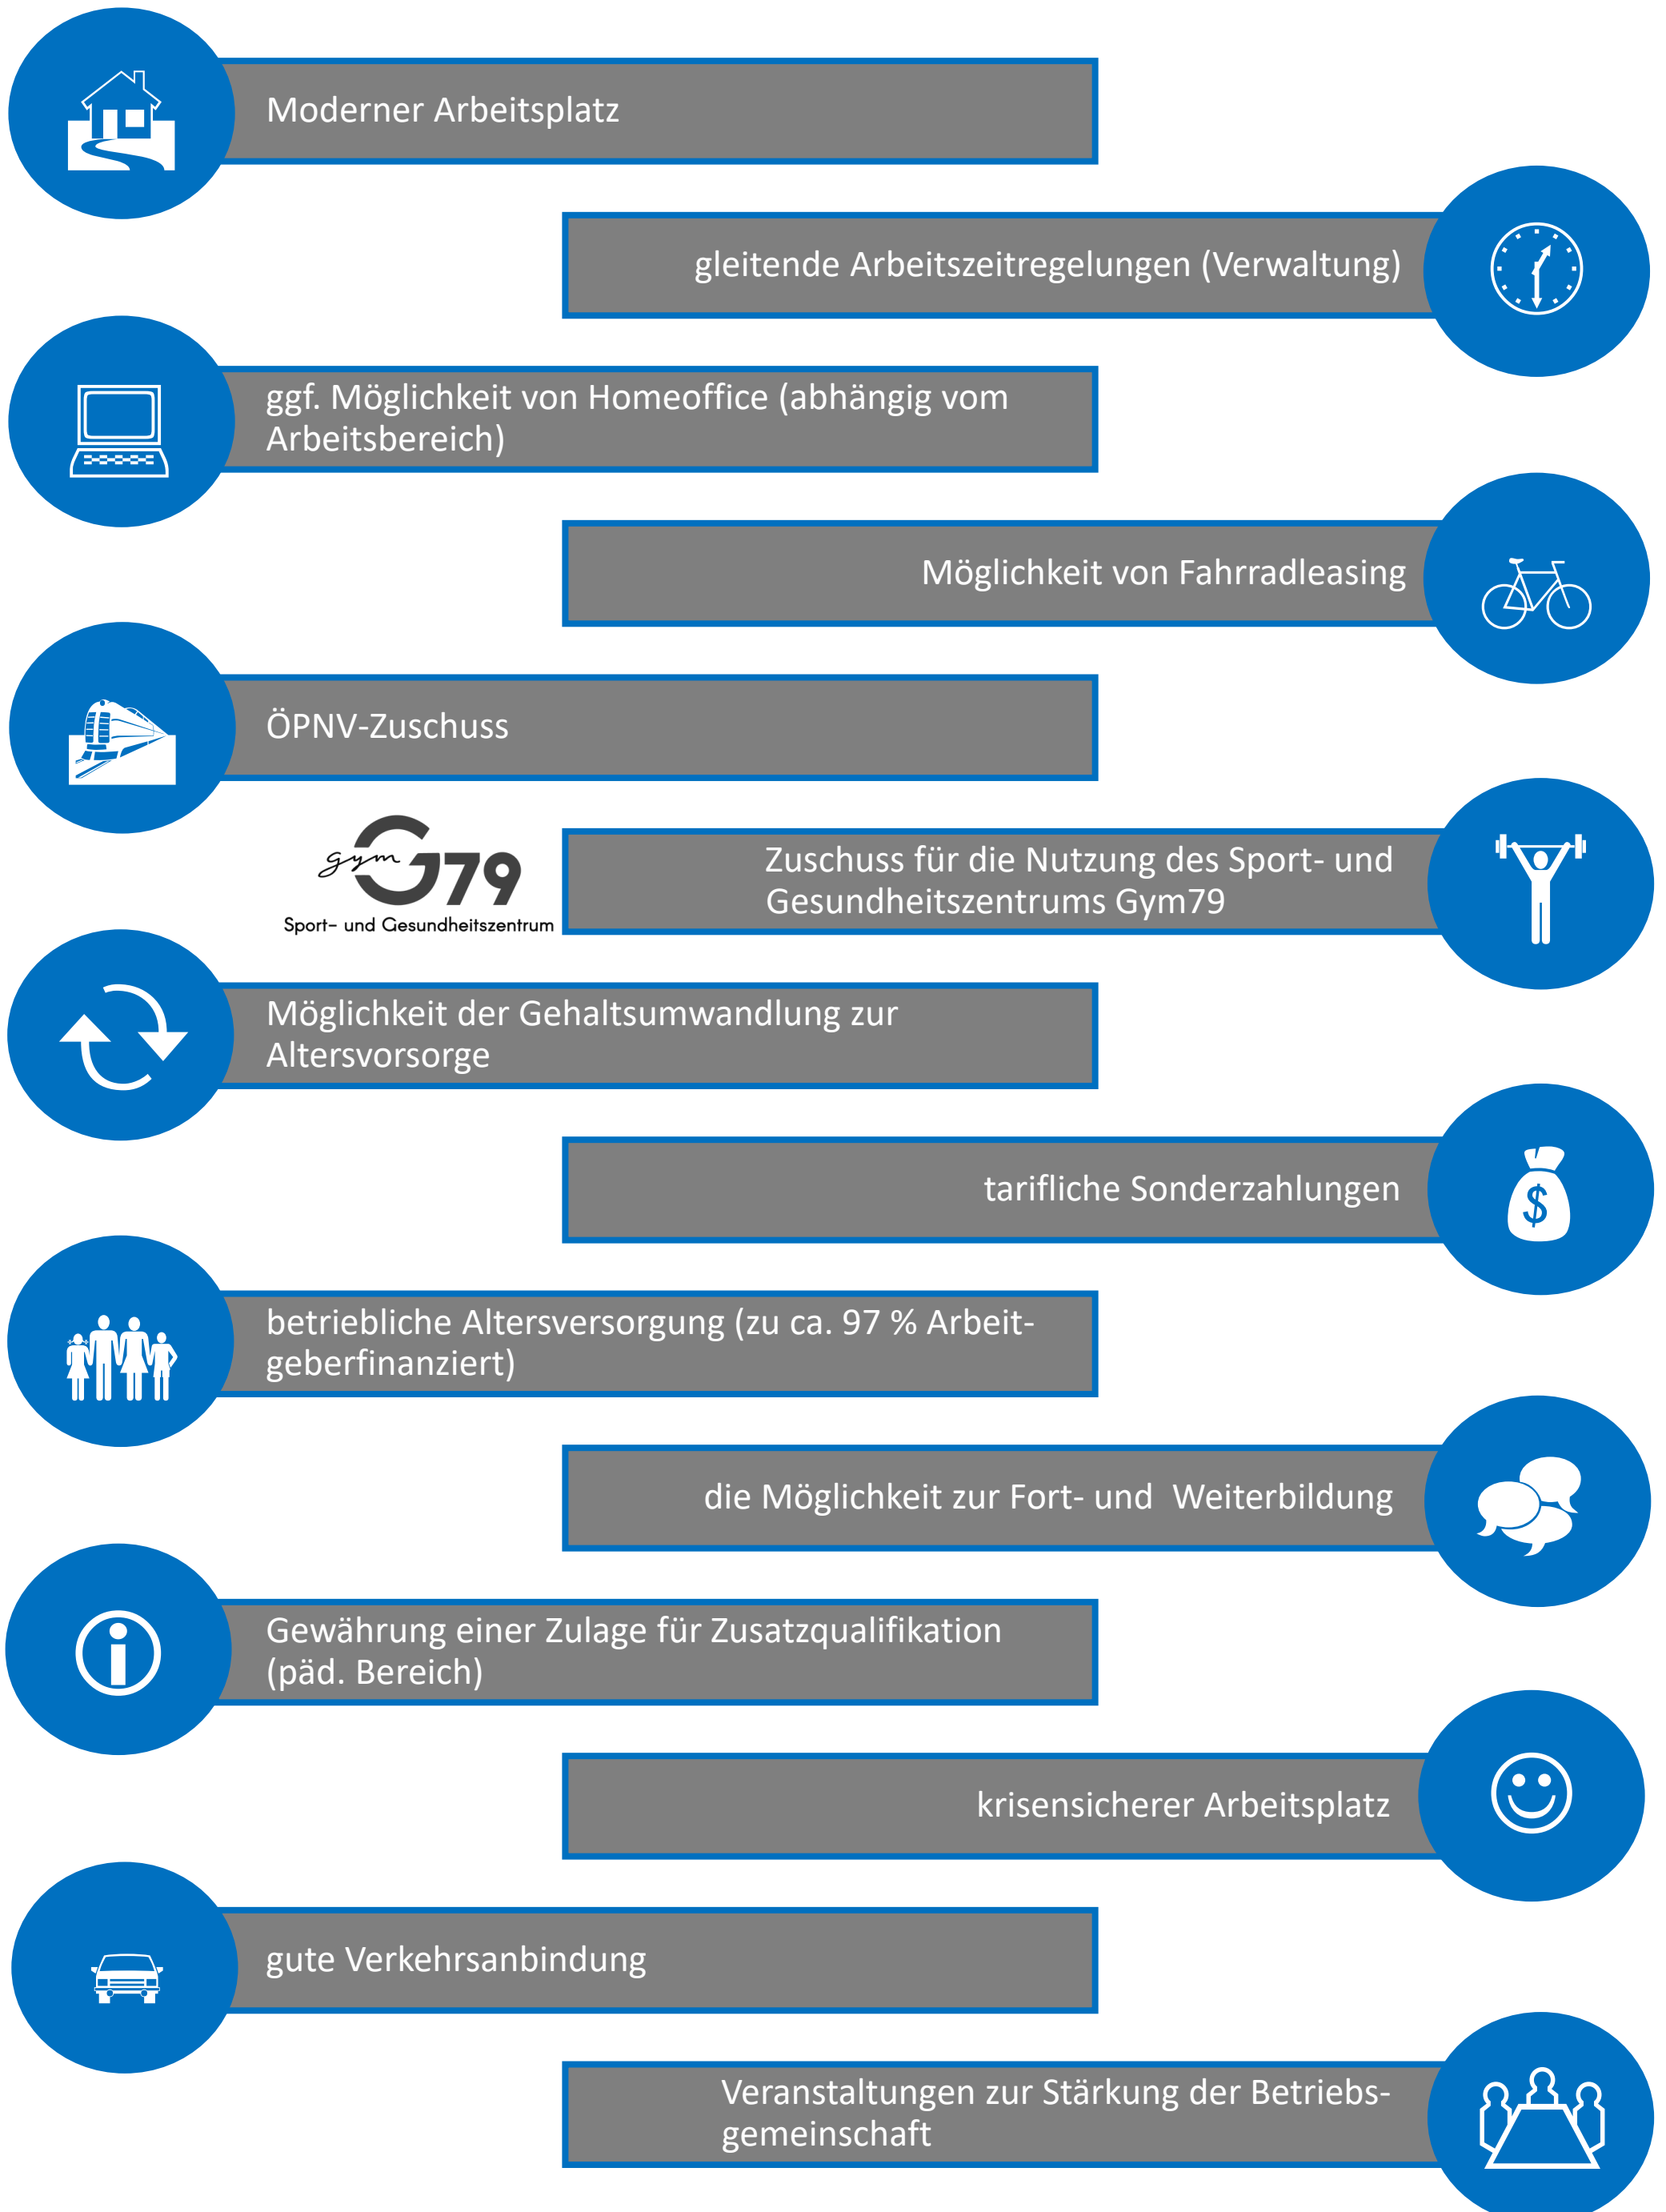 Moderner Arbeitsplatz
gleitende Arbeitszeitregelungen (Verwaltung)
ggf. Möglichkeit von Homeoffice (abhängig vom
Arbeitsbereich)
Möglichkeit von Fahrradleasing
ÖPNV-Zuschuss
gym 79
Sport- und Gesundheitszentrum
Zuschuss für die Nutzung des Sport- und
Gesundheitszentrums Gym79
Möglichkeit der Gehaltsumwandlung zur
Altersvorsorge
tarifliche Sonderzahlungen
$
betriebliche Altersversorgung (zu ca. 97 % Arbeit-
geberfinanziert)
die Möglichkeit zur Fort- und  Weiterbildung
Gewährung einer Zulage für Zusatzqualifikation
(päd. Bereich)
krisensicherer Arbeitsplatz
gute Verkehrsanbindung
Veranstaltungen zur Stärkung der Betriebs-
gemeinschaft